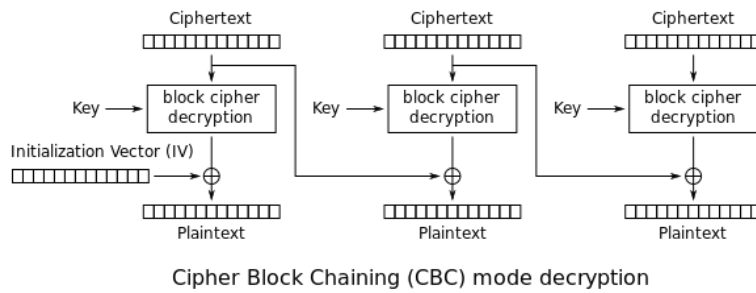 Ciphertext Ciphertext Ciphertext
Key block cipher decryption Key block cipher decryption Key block cipher decryption
Initialization Vector (IV)
Plaintext Plaintext Plaintext
Cipher Block Chaining (CBC) mode decryption